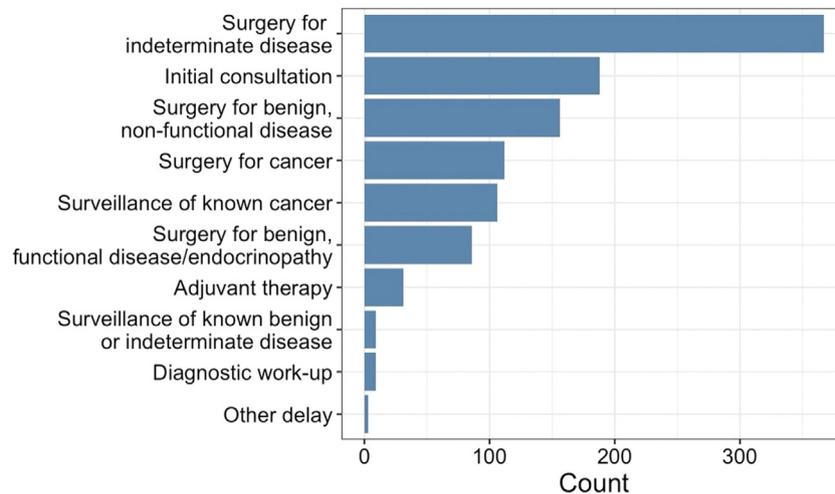 Surgery for
indeterminate disease
Initial consultation
Surgery for benign,
non-functional disease
Surgery for cancer
Surveillance of known cancer
Surgery for benign,
functional disease/endocrinopathy
Adjuvant therapy
Surveillance of known benign
or indeterminate disease
Diagnostic work-up
Other delay
0 100 200 300
Count